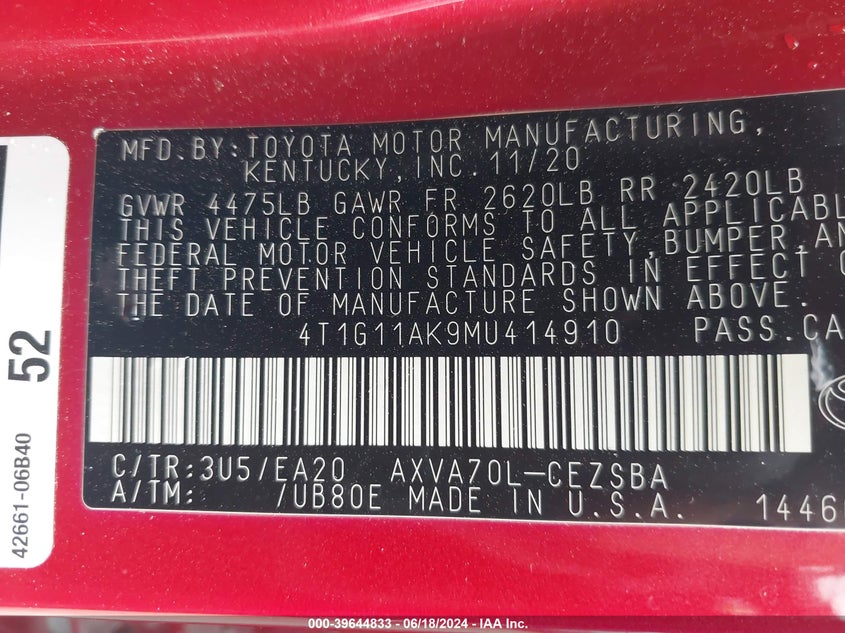 MFD.BY:TOYOTA MOTOR MANUFACTURING,
KENTUCKY,INC.11/20
GVWR 4475LB GAWR FR 2620LB RR 2420LB
THIS VEHICLE CONFORMS TO ALL APPLICABL
FEDERAL MOTOR VEHICLE SAFETY,BUMPER,AN
THEFT PREVENTION STANDARDS IN EFFECT O
THE DATE OF MANUFACTURE SHOWN ABOVE.
4T1G11AK9MU414910 PASS.CA
C/TR:3U5/EA20 AXVA70L-CEZSBA
A/TM: /UB80E MADE IN U.S.A. 1446
52
42661-06B40
000-39644833 - 06/18/2024 - IAA Inc.